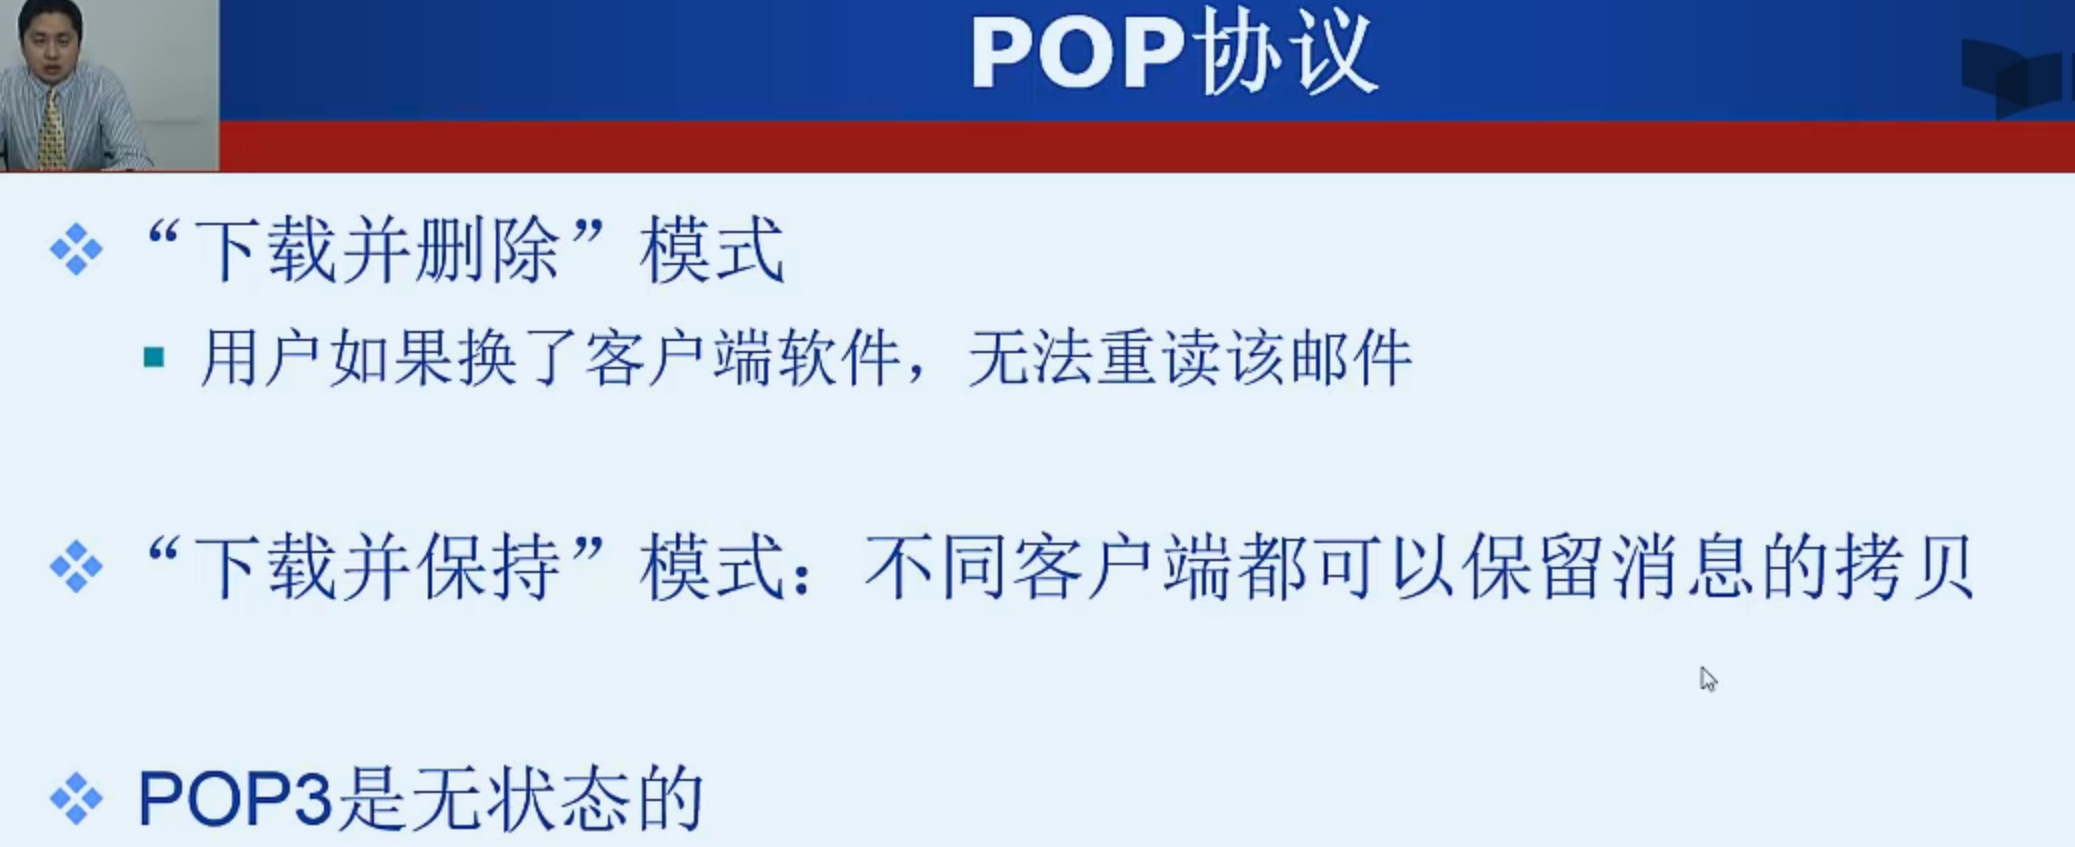 POP协议
“下载并删除”模式
用户如果换了客户端软件，无法重读该邮件
“下载并保持”模式：不同客户端都可以保留消息的拷贝
POP3是无状态的